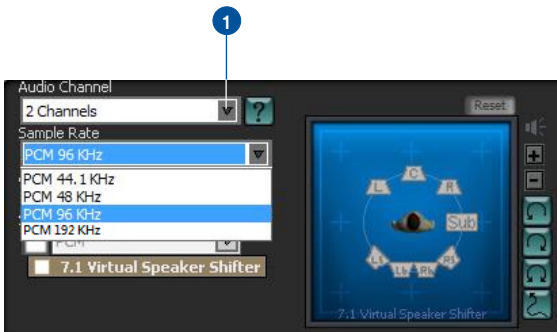 1
Audio Channel
2 Channels
?
Reset
Sample Rate
PCM 96 KHz
PCM 44.1 KHz
PCM 48 KHz
PCM 96 KHz
PCM 192 KHz
PCM
7.1 Virtual Speaker Shifter
C
L
R
Sub
Ls
Rs
Lb
Rb
7.1 Virtual Speaker Shifter